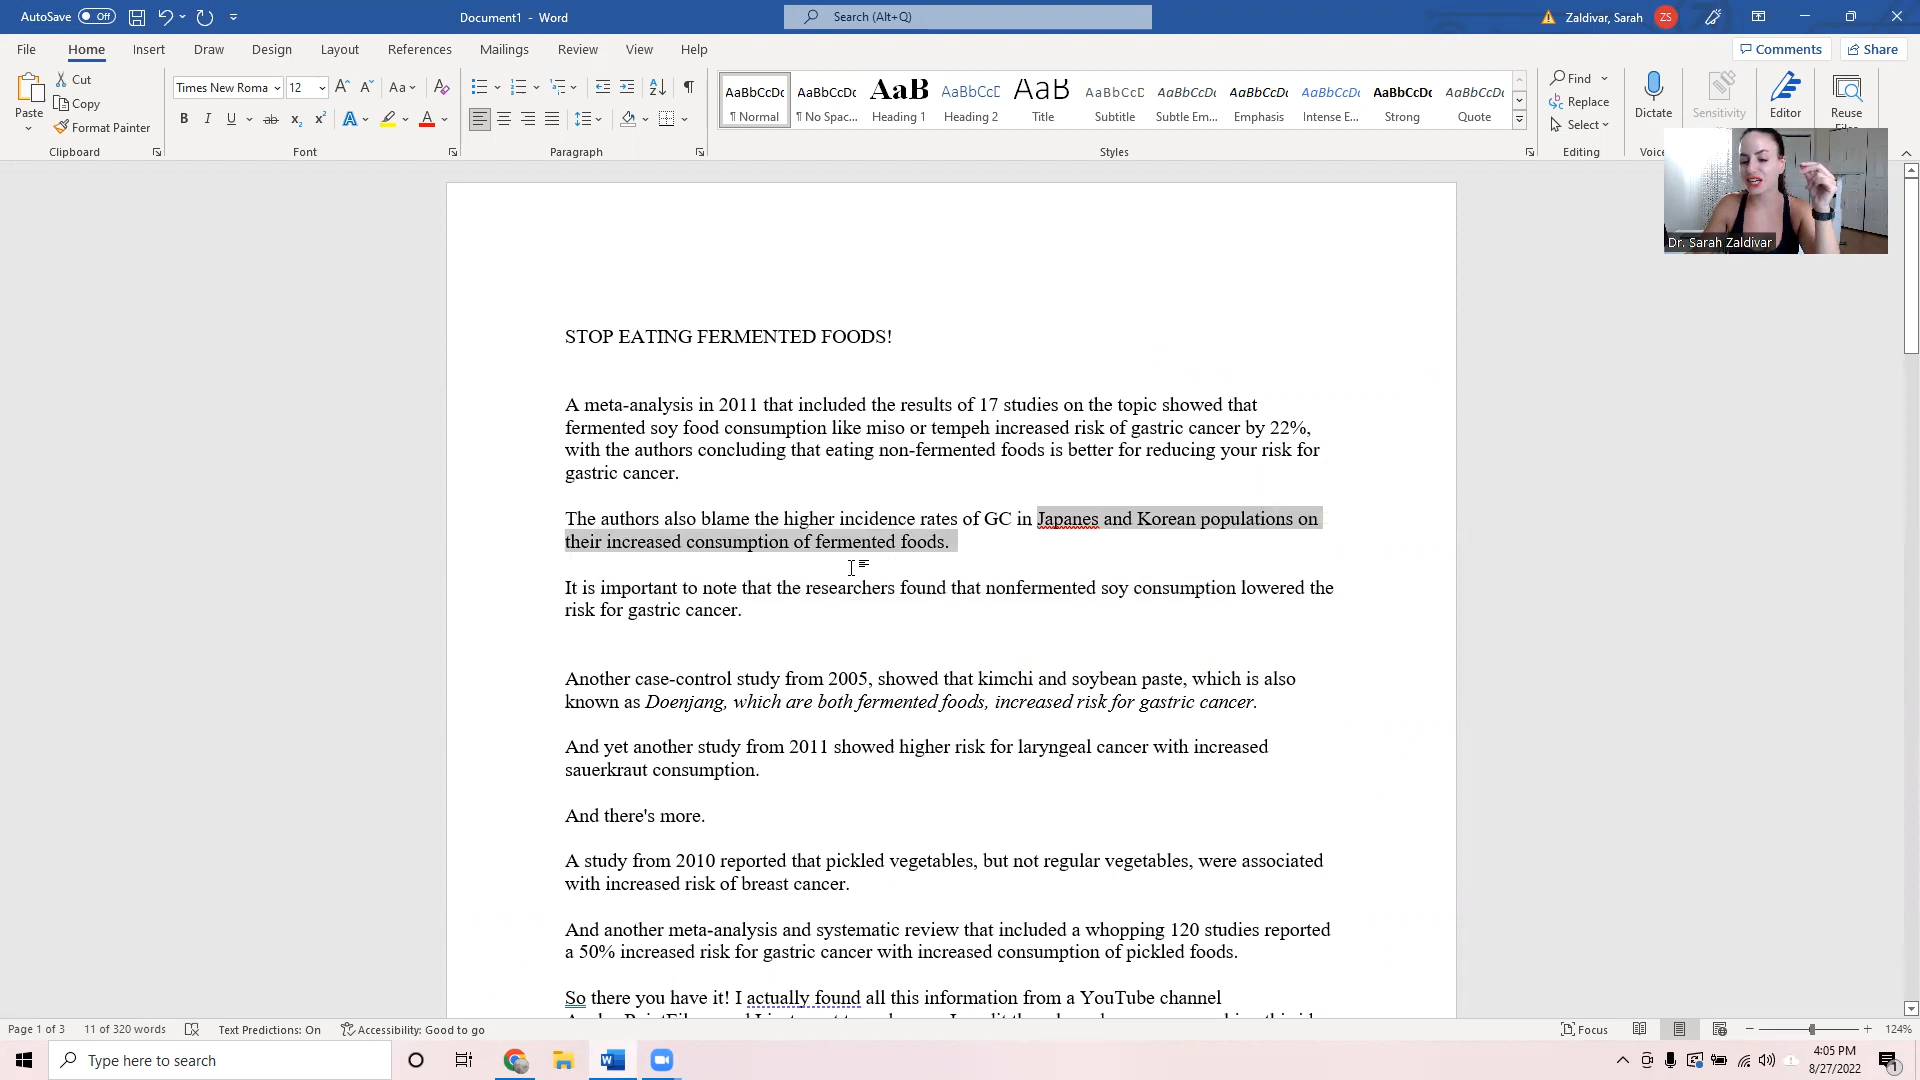 AutoSave Off
Document1 - Word
Search (Alt+Q)
Zaldivar, Sarah ZS
File Home Insert Draw Design Layout References Mailings Review View Help
Comments Share
Paste
Cut
Copy
Format Painter
Clipboard
Times New Roma 12
Font
Paragraph
AaBbCcDc AaBbCcDc AaB AaBbCcD AaB AaBbCcD AaBbCcDc AaBbCcDc AaBbCcDc AaBbCcDc AaBbCcDc
¶ Normal ¶ No Spac... Heading 1 Heading 2 Title Subtitle Subtle Em... Emphasis Intense E... Strong Quote
Styles
Find
Replace
Select
Editing
Dictate
Sensitivity
Editor
Reuse
Files
Voice
Dr. Sarah Zaldivar
STOP EATING FERMENTED FOODS!
A meta-analysis in 2011 that included the results of 17 studies on the topic showed that
fermented soy food consumption like miso or tempeh increased risk of gastric cancer by 22%,
with the authors concluding that eating non-fermented foods is better for reducing your risk for
gastric cancer.
The authors also blame the higher incidence rates of GC in Japanes and Korean populations on
their increased consumption of fermented foods.
It is important to note that the researchers found that nonfermented soy consumption lowered the
risk for gastric cancer.
Another case-control study from 2005, showed that kimchi and soybean paste, which is also
known as Doenjang, which are both fermented foods, increased risk for gastric cancer.
And yet another study from 2011 showed higher risk for laryngeal cancer with increased
sauerkraut consumption.
And there's more.
A study from 2010 reported that pickled vegetables, but not regular vegetables, were associated
with increased risk of breast cancer.
And another meta-analysis and systematic review that included a whopping 120 studies reported
a 50% increased risk for gastric cancer with increased consumption of pickled foods.
So there you have it! I actually found all this information from a YouTube channel
Page 1 of 3 11 of 320 words Text Predictions: On Accessibility: Good to go
Focus 124%
Type here to search
4:05 PM
8/27/2022